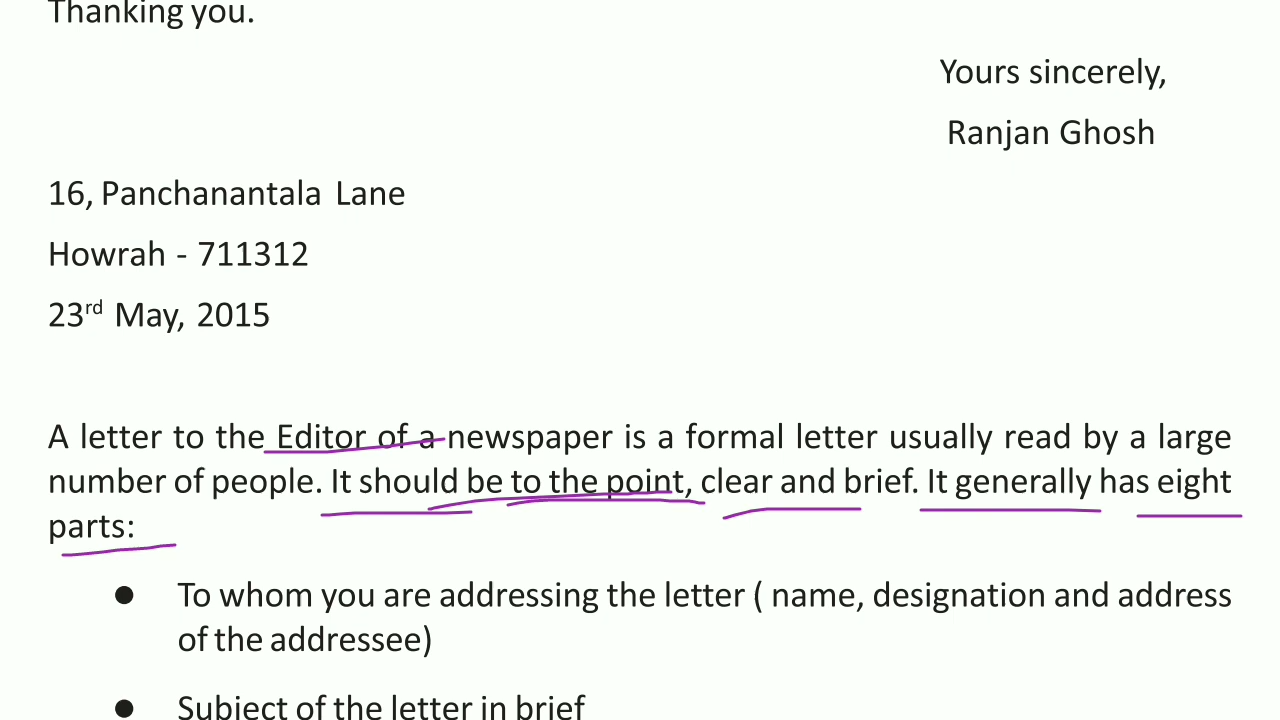 Thanking you.
Yours sincerely,
Ranjan Ghosh
16, Panchanantala Lane
Howrah - 711312
23rd May, 2015
A letter to the Editor of a newspaper is a formal letter usually read by a large
number of people. It should be to the point, clear and brief. It generally has eight
parts:
● To whom you are addressing the letter ( name, designation and address
of the addressee)
● Subject of the letter in brief